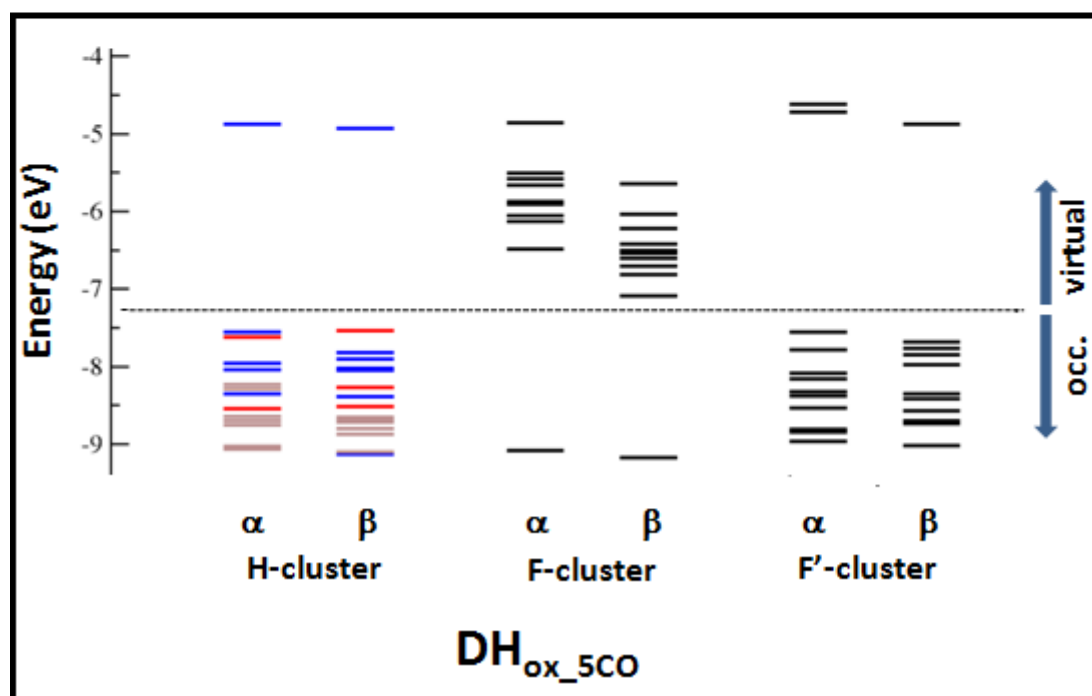 Energy (eV)
-4
-5
-6
-7
-8
-9
virtual
occ.
α β α β α β
H-cluster F-cluster F’-cluster
DHox_5CO